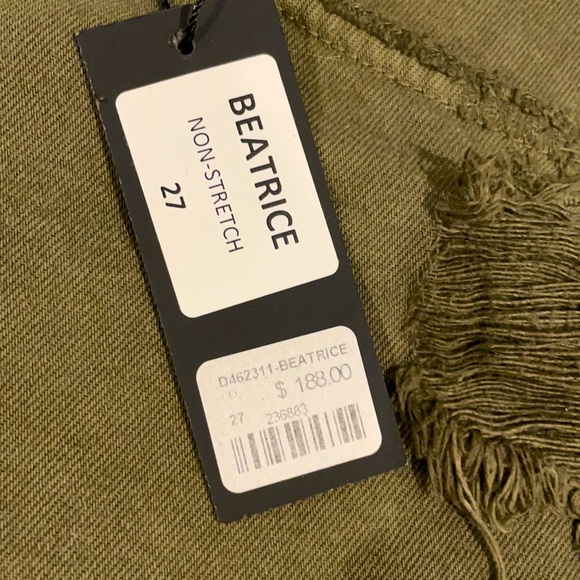 BEATRICE
NON-STRETCH
27
D462311-BEATRICE
$ 188.00
27 236883